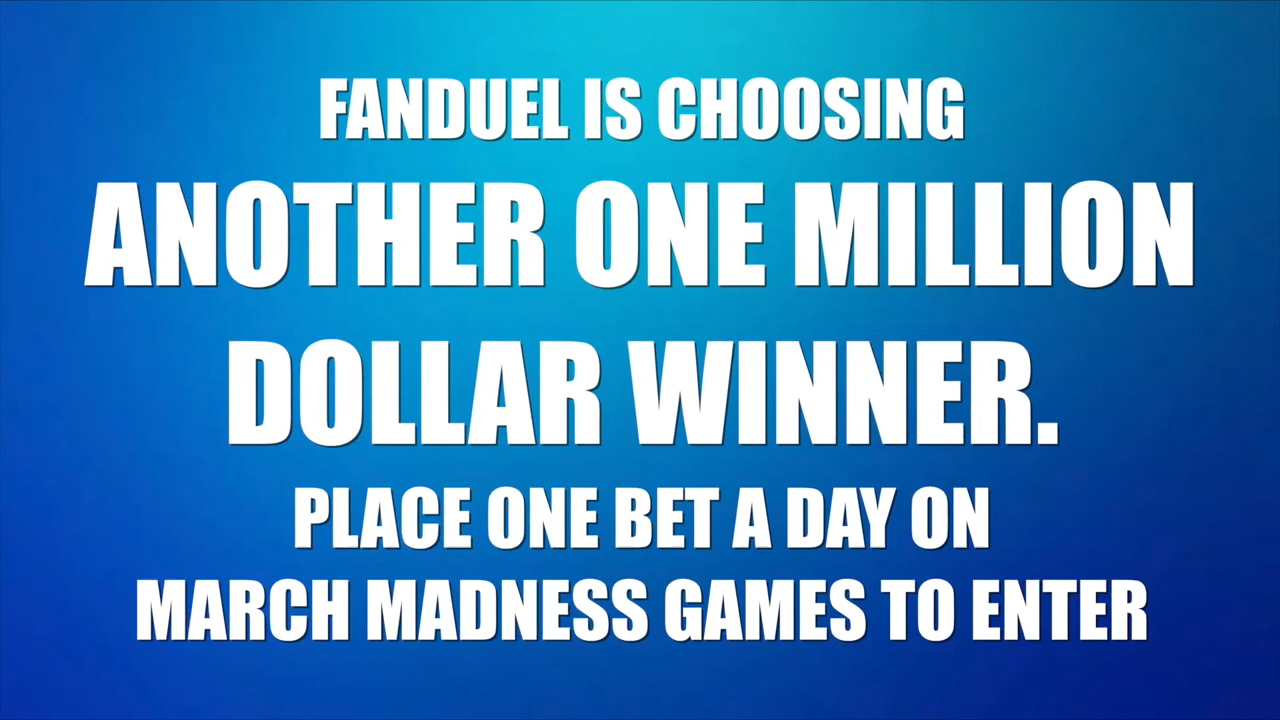 FANDUEL IS CHOOSING
ANOTHER ONE MILLION
DOLLAR WINNER.
PLACE ONE BET A DAY ON
MARCH MADNESS GAMES TO ENTER